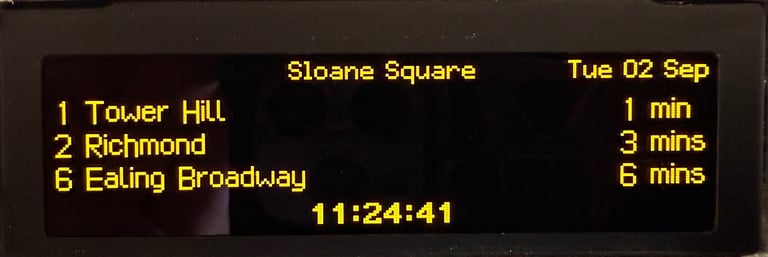 Sloane Square Tue 02 Sep
1 Tower Hill 1 min
2 Richmond 3 mins
6 Ealing Broadway 6 mins
11:24:41